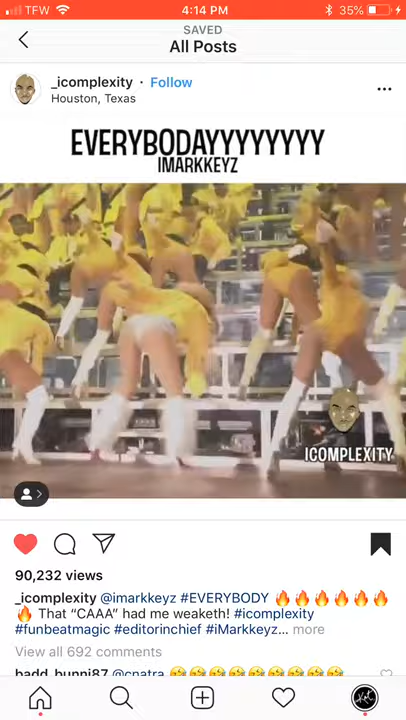 TFW 4:14 PM 35%
SAVED
All Posts
_icomplexity · Follow
Houston, Texas
EVERYBODAYYYYYYYY
IMARKKEYZ
ICOMPLEXITY
90,232 views
_icomplexity @imarkkeyz #EVERYBODY 🔥🔥🔥🔥🔥🔥
🔥 That “CAAA” had me weaketh! #icomplexity
#funbeatmagic #editorinchief #iMarkkeyz... more
View all 692 comments
badd_bunni87 @cnatra 🤣🤣🤣🤣🤣🤣🤣🤣🤣